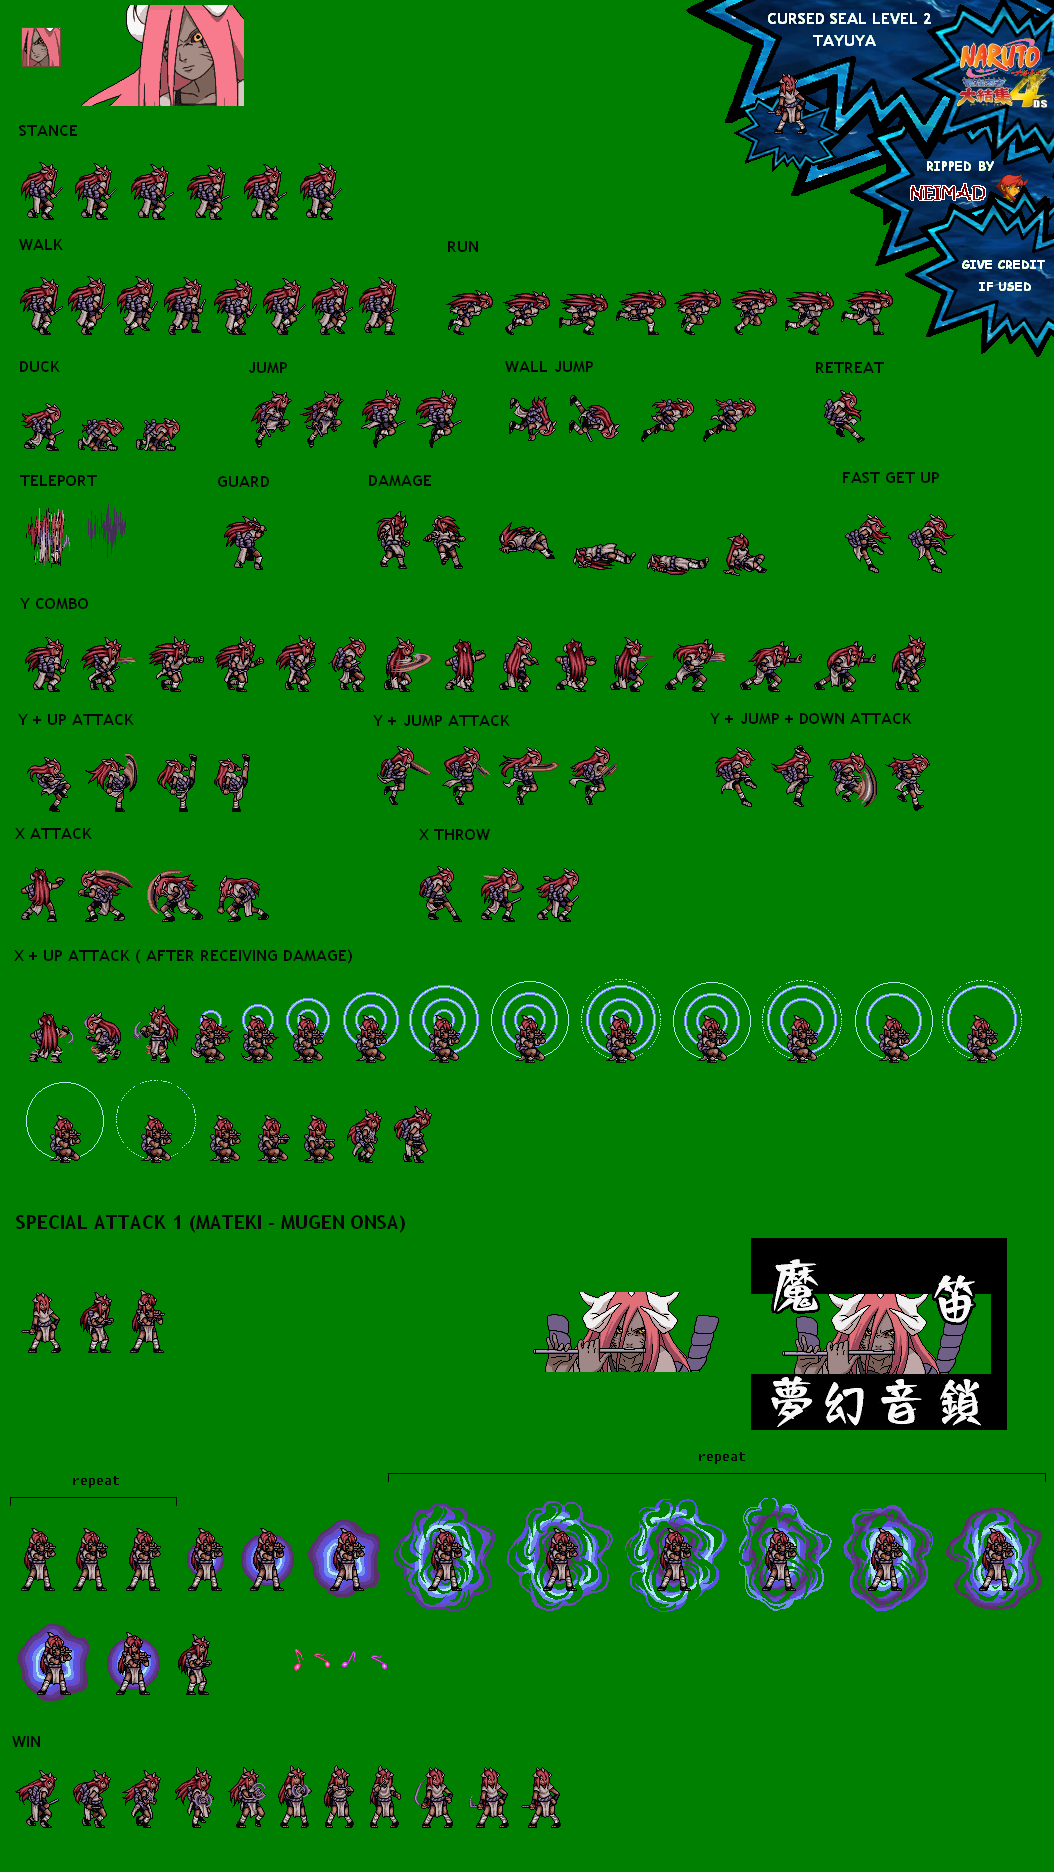 CURSED SEAL LEVEL 2
TAYUYA
NARUTO
大結集
4
DS
RIPPED BY
NEIMAD
GIVE CREDIT
IF USED
STANCE
WALK
RUN
DUCK
JUMP
WALL JUMP
RETREAT
TELEPORT
GUARD
DAMAGE
FAST GET UP
Y COMBO
Y + UP ATTACK
Y + JUMP ATTACK
Y + JUMP + DOWN ATTACK
X ATTACK
X THROW
X + UP ATTACK ( AFTER RECEIVING DAMAGE)
SPECIAL ATTACK 1 (MATEKI - MUGEN ONSA)
魔笛
夢幻音鎖
repeat
repeat
WIN